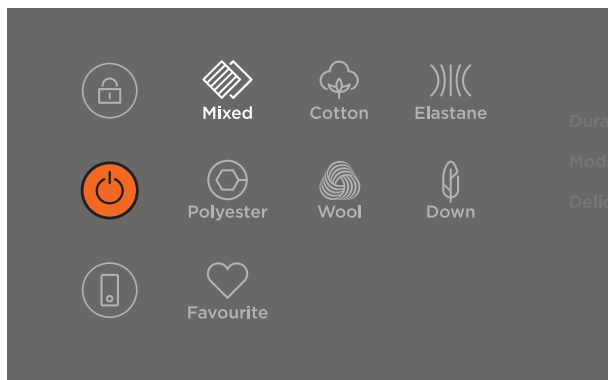 Mixed
Cotton
Elastane
Polyester
Wool
Down
Favourite